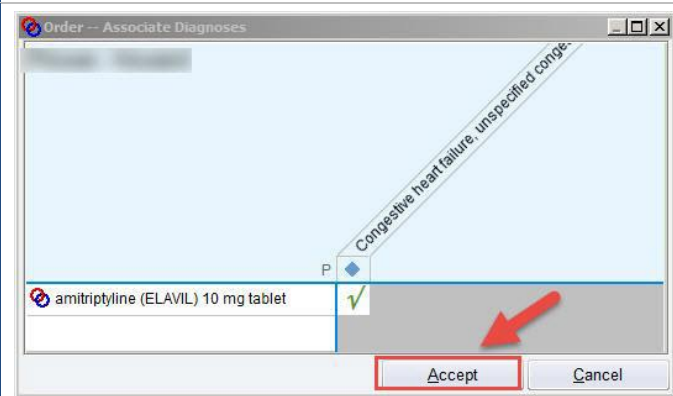 Order -- Associate Diagnoses
Congestive heart failure, unspecified conge
P
amitriptyline (ELAVIL) 10 mg tablet
Accept
Cancel